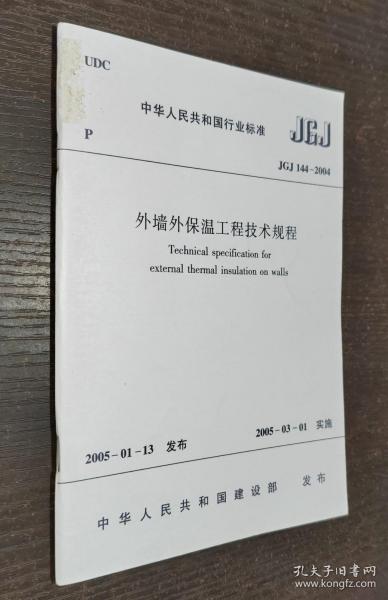 UDC
中华人民共和国行业标准 JGJ
P
JGJ 144-2004
外墙外保温工程技术规程
Technical specification for
external thermal insulation on walls
2005-01-13 发布 2005-03-01 实施
中华人民共和国建设部 发布
孔夫子旧书网
www.kongfz.com